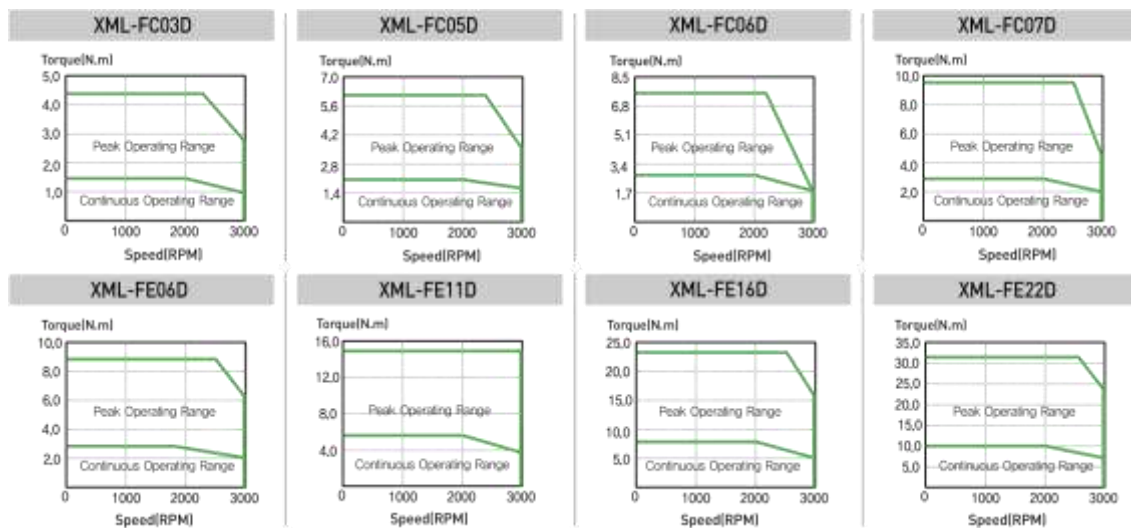 XML-FC03D
Torque(N.m)
5,0
4,0
3,0
2,0
1,0
Peak Operating Range
Continuous Operating Range
0 1000 2000 3000
Speed(RPM)
XML-FC05D
Torque(N.m)
7,0
5,6
4,2
2,8
1,4
Peak Operating Range
Continuous Operating Range
0 1000 2000 3000
Speed(RPM)
XML-FC06D
Torque(N.m)
8,5
6,8
5,1
3,4
1,7
Peak Operating Range
Continuous Operating Range
0 1000 2000 3000
Speed(RPM)
XML-FC07D
Torque(N.m)
10,0
8,0
6,0
4,0
2,0
Peak Operating Range
Continuous Operating Range
0 1000 2000 3000
Speed(RPM)
XML-FE06D
Torque(N.m)
10,0
8,0
6,0
4,0
2,0
Peak Operating Range
Continuous Operating Range
0 1000 2000 3000
Speed(RPM)
XML-FE11D
Torque(N.m)
16,0
12,0
8,0
4,0
Peak Operating Range
Continuous Operating Range
0 1000 2000 3000
Speed(RPM)
XML-FE16D
Torque(N.m)
25,0
20,0
15,0
10,0
5,0
Peak Operating Range
Continuous Operating Range
0 1000 2000 3000
Speed(RPM)
XML-FE22D
Torque(N.m)
35,0
30,0
25,0
20,0
15,0
10,0
5,0
Peak Operating Range
Continuous Operating Range
0 1000 2000 3000
Speed(RPM)